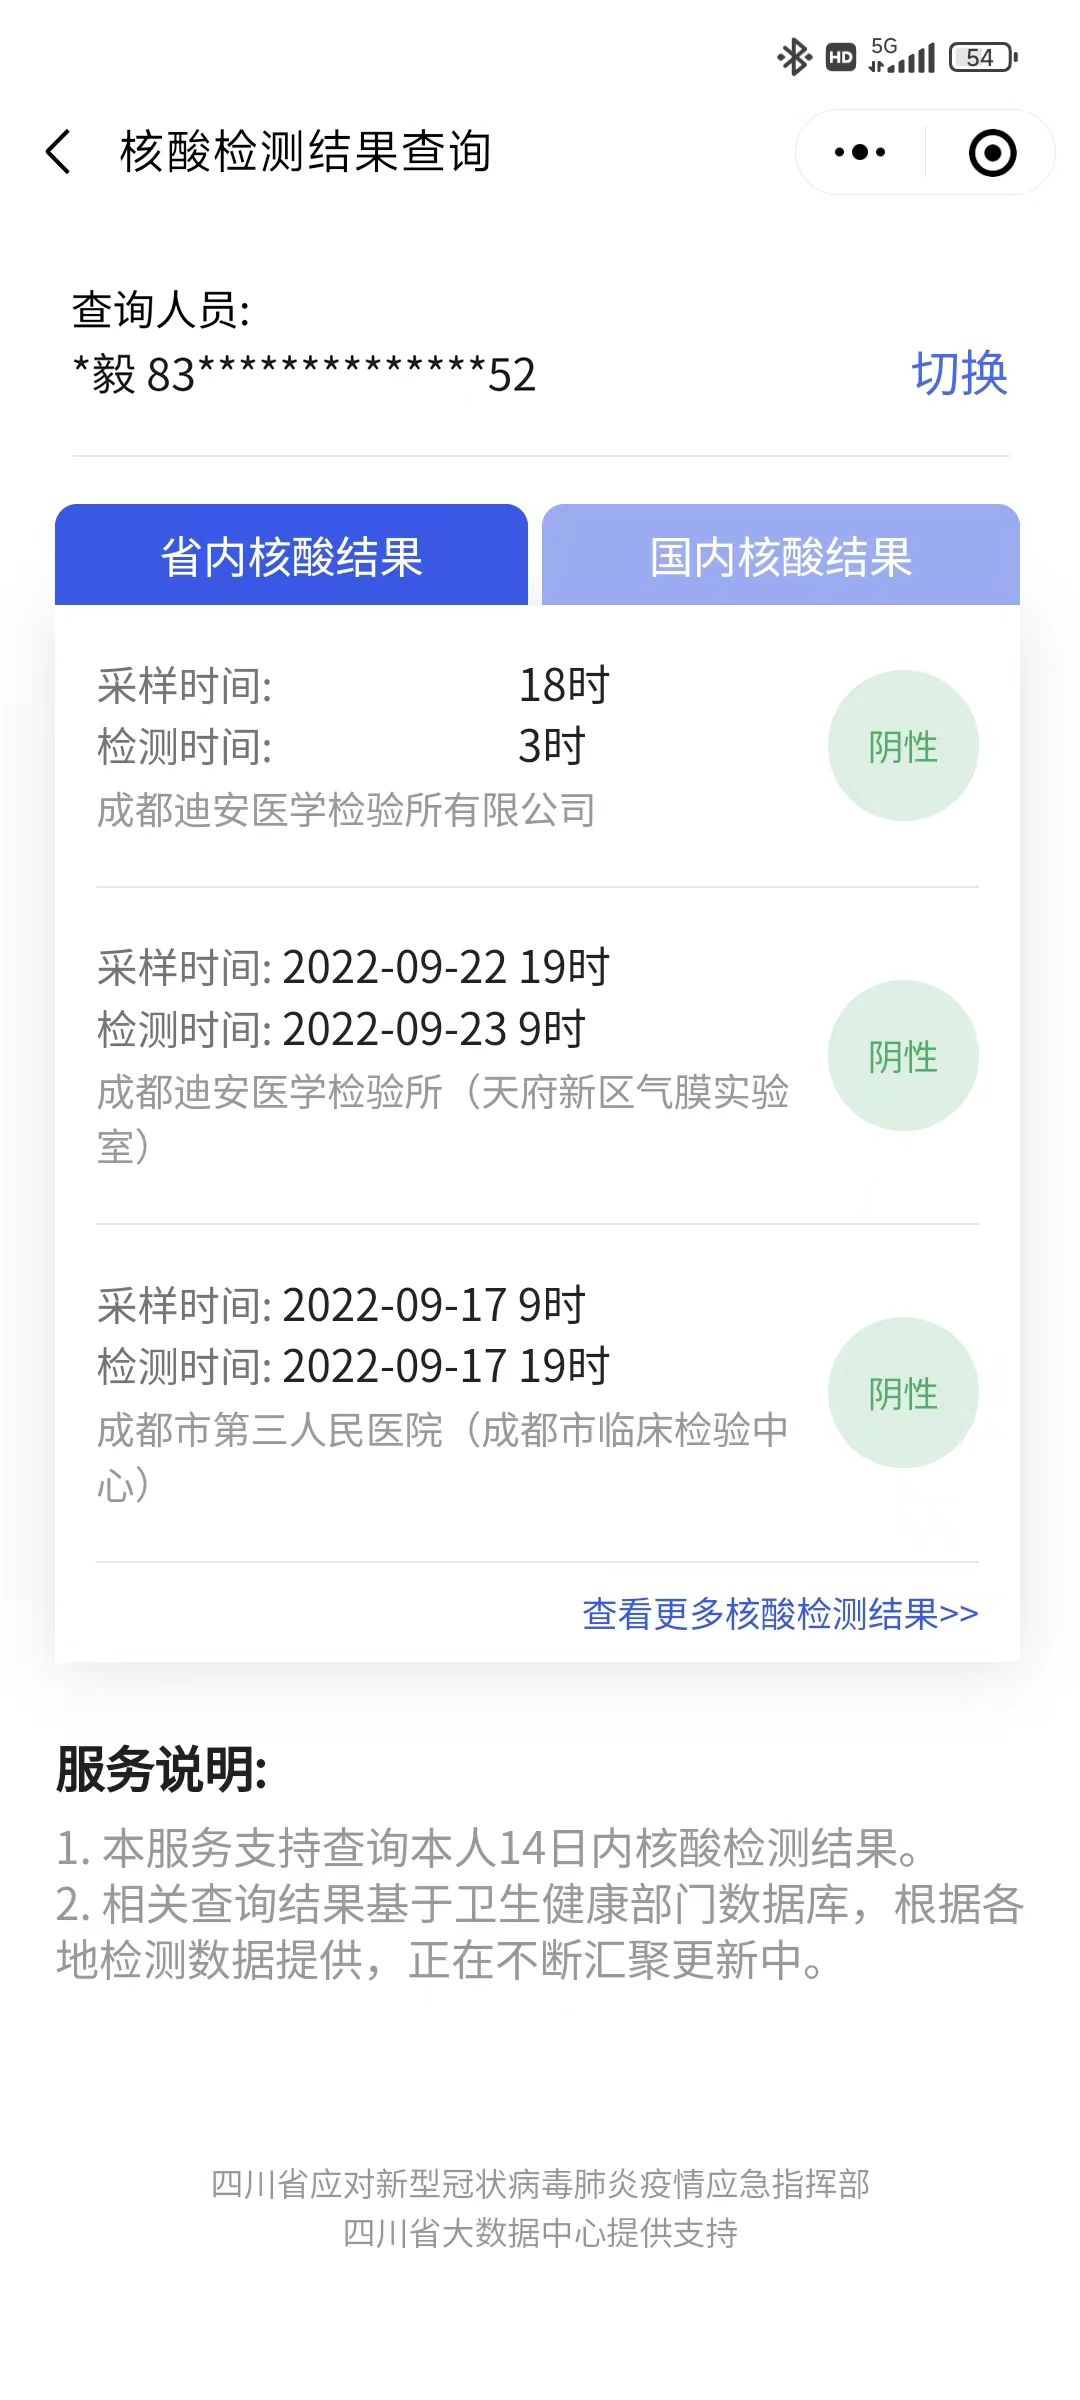 HD 5G 54
核酸检测结果查询
查询人员:
*毅 83**************52
切换
省内核酸结果
国内核酸结果
采样时间: 18时
检测时间: 3时
成都迪安医学检验所有限公司
阴性
采样时间: 2022-09-22 19时
检测时间: 2022-09-23 9时
成都迪安医学检验所（天府新区气膜实验
室）
阴性
采样时间: 2022-09-17 9时
检测时间: 2022-09-17 19时
成都市第三人民医院（成都市临床检验中
心）
阴性
查看更多核酸检测结果>>
服务说明:
1. 本服务支持查询本人14日内核酸检测结果。
2. 相关查询结果基于卫生健康部门数据库，根据各
地检测数据提供，正在不断汇聚更新中。
四川省应对新型冠状病毒肺炎疫情应急指挥部
四川省大数据中心提供支持